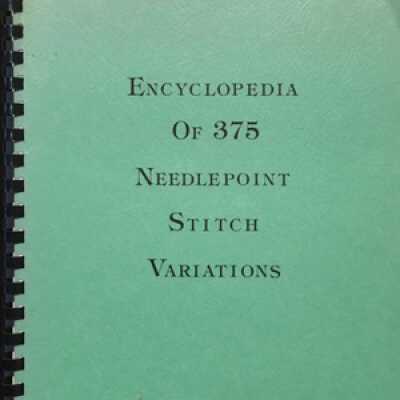 ENCYCLOPEDIA
OF 375
NEEDLEPOINT
STITCH
VARIATIONS